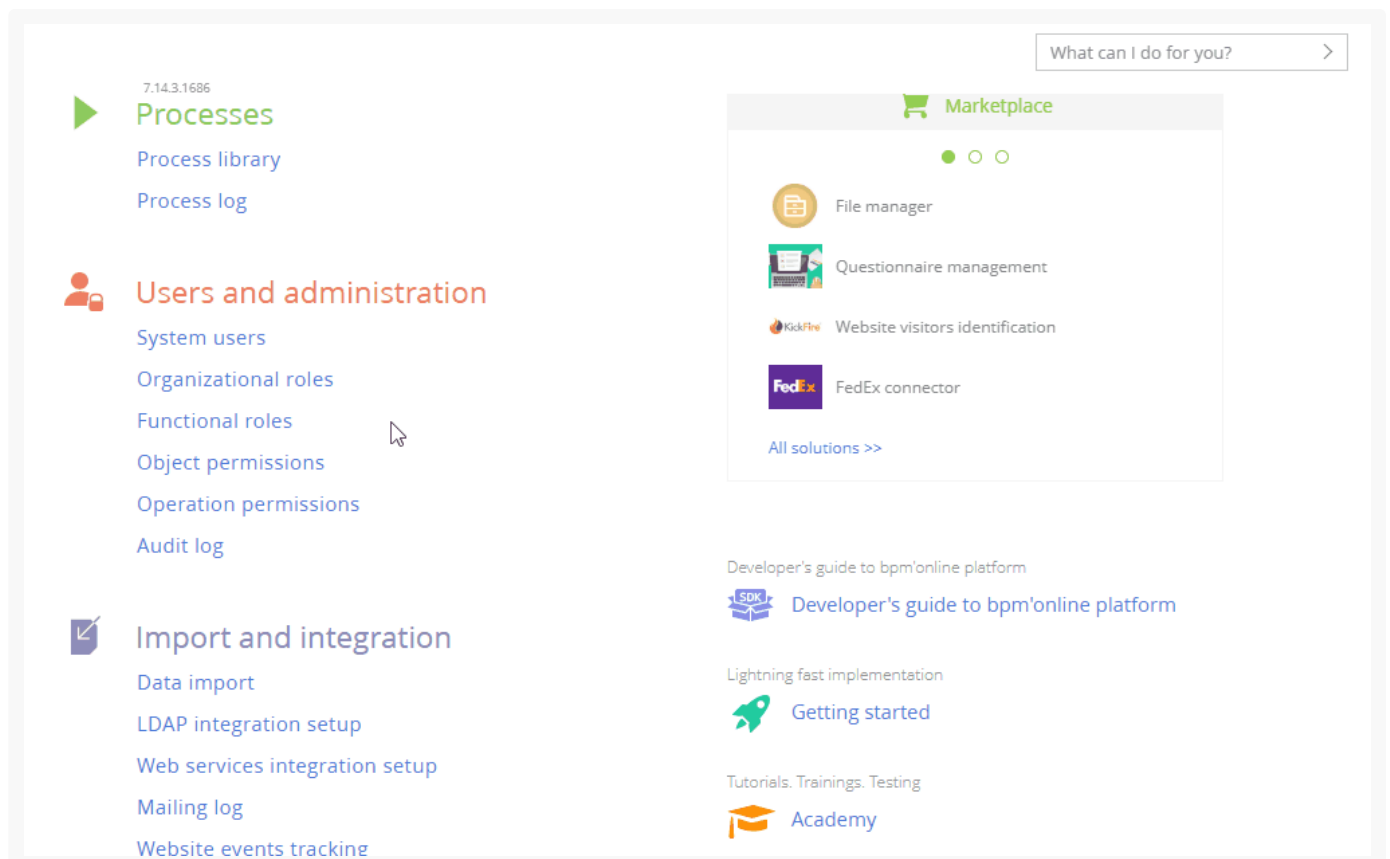 What can I do for you?
7.14.3.1686
Processes
Process library
Process log
Users and administration
System users
Organizational roles
Functional roles
Object permissions
Operation permissions
Audit log
Import and integration
Data import
LDAP integration setup
Web services integration setup
Mailing log
Website events tracking
Marketplace
File manager
Questionnaire management
KickFire Website visitors identification
FedEx FedEx connector
All solutions >>
Developer's guide to bpm'online platform
SDK Developer's guide to bpm'online platform
Lightning fast implementation
Getting started
Tutorials. Trainings. Testing
Academy